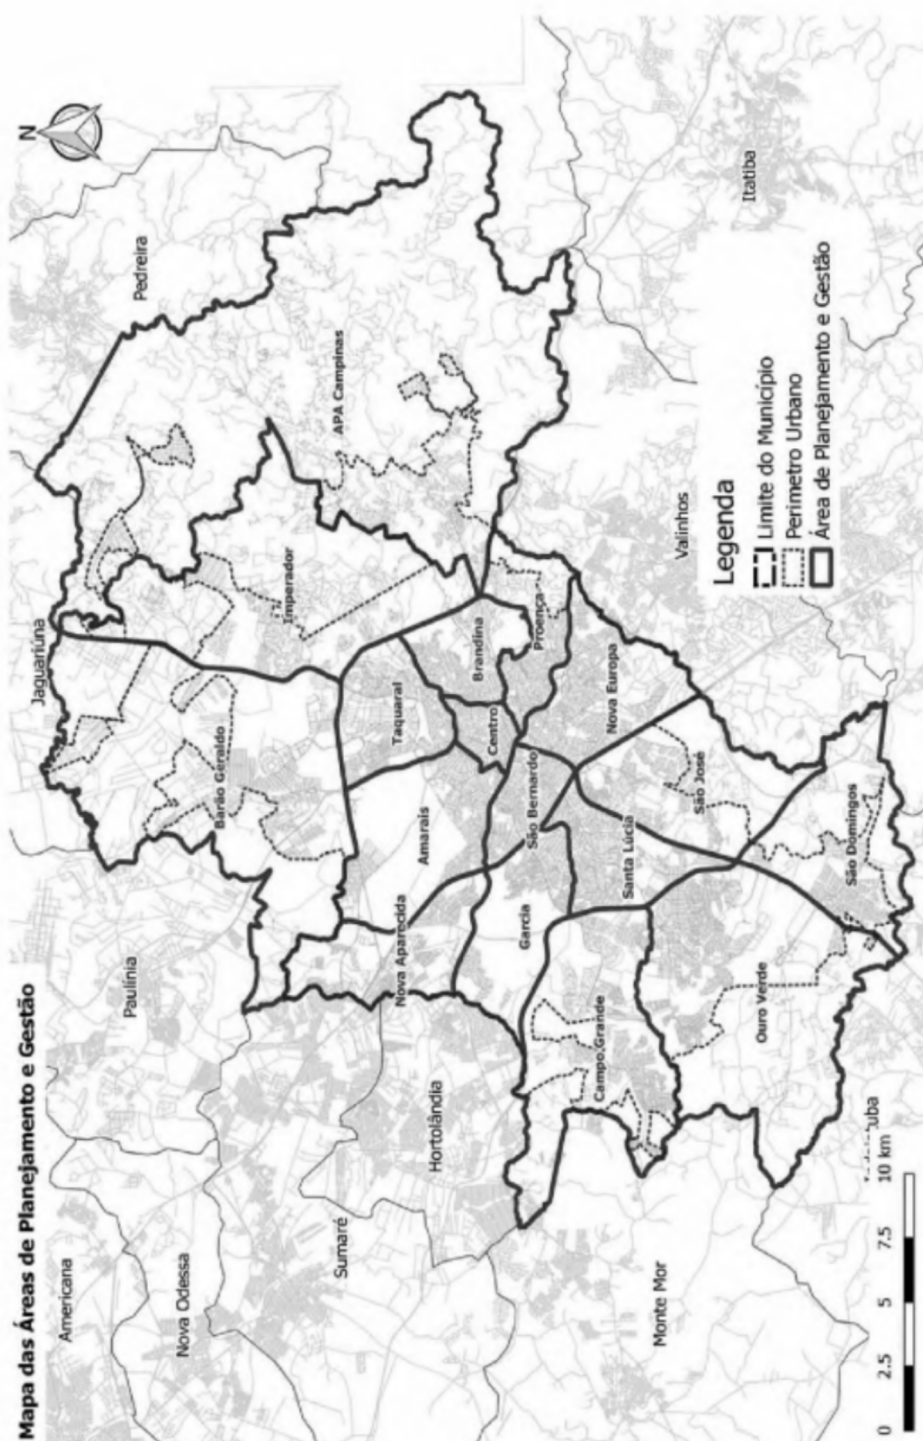 Mapa das Áreas de Planejamento e Gestão
N
Americana
Nova Odessa
Paulínia
Jaguariúna
Pedreira
Sumaré
Hortolândia
Monte Mor
Valinhos
Itatiba
Barão Geraldo
Imperador
APA Campinas
Nova Aparecida
Amarais
Taquaral
Brandina
Centro
Proença
Garcia
São Bernardo
Nova Europa
Campo Grande
Santa Lúcia
São José
Ouro Verde
São Domingos
Legenda
Limite do Município
Perimetro Urbano
Área de Planejamento e Gestão
0 2.5 5 7.5 10 km